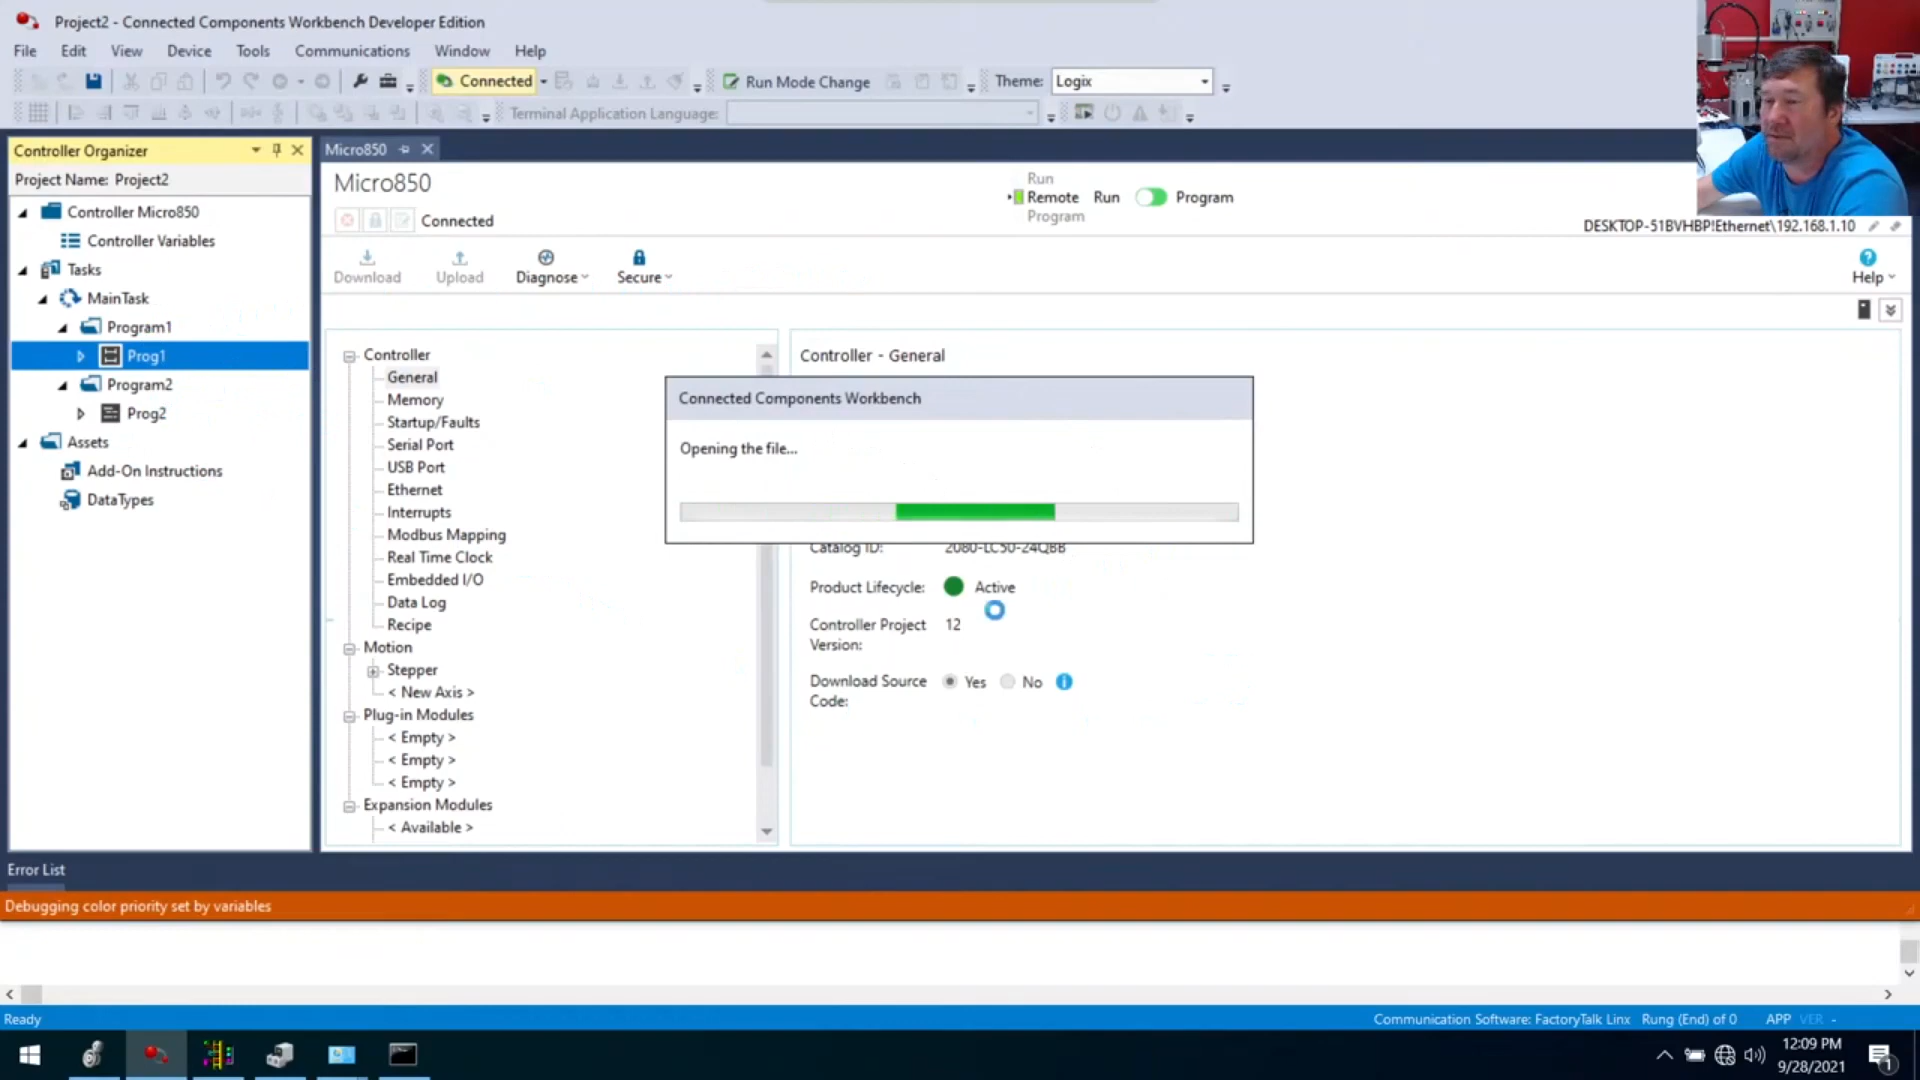 Project2 - Connected Components Workbench Developer Edition
File Edit View Device Tools Communications Window Help
Connected Run Mode Change Theme: Logix
Terminal Application Language:
Controller Organizer
Project Name: Project2
Controller Micro850
Controller Variables
Tasks
MainTask
Program1
Prog1
Program2
Prog2
Assets
Add-On Instructions
DataTypes
Micro850
Micro850
Connected
Run
Remote Run Program
Program
DESKTOP-51BVHBP!Ethernet\192.168.1.10
Download Upload Diagnose Secure Help
Controller
General
Memory
Startup/Faults
Serial Port
USB Port
Ethernet
Interrupts
Modbus Mapping
Real Time Clock
Embedded I/O
Data Log
Recipe
Motion
Stepper
< New Axis >
Plug-in Modules
< Empty >
< Empty >
< Empty >
Expansion Modules
< Available >
Controller - General
Connected Components Workbench
Opening the file...
Catalog ID: 2080-LC50-24QBB
Product Lifecycle: Active
Controller Project Version: 12
Download Source Code: Yes No
Error List
Debugging color priority set by variables
Ready
Communication Software: FactoryTalk Linx Rung (End) of 0 APP VER -
12:09 PM
9/28/2021
1